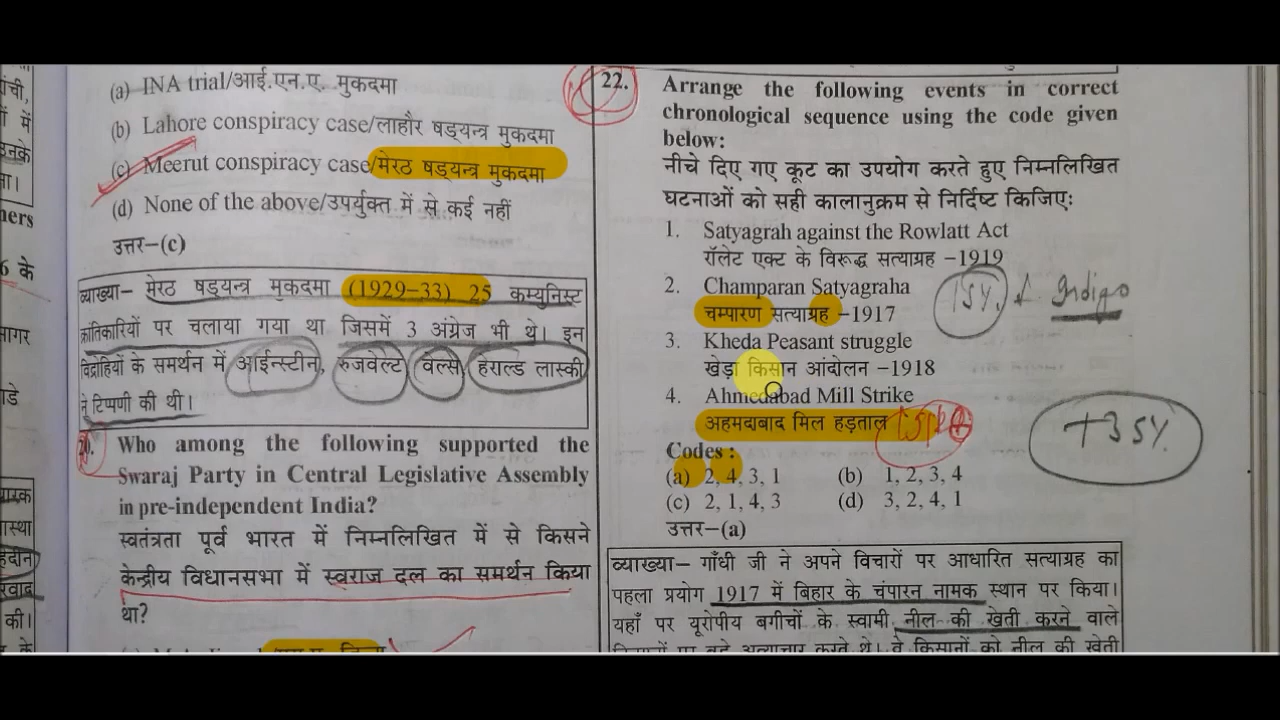 (a) INA trial/आई.एन.ए. मुकदमा
(b) Lahore conspiracy case/लाहौर षड्यन्त्र मुकदमा
(c) Meerut conspiracy case/मेरठ षड्यन्त्र मुकदमा
(d) None of the above/उपर्युक्त में से कई नहीं
उत्तर–(c)
व्याख्या– मेरठ षड्यन्त्र मुकदमा (1929–33) 25 कम्युनिस्ट
क्रांतिकारियों पर चलाया गया था जिसमें 3 अंग्रेज भी थे। इन
विद्रोहियों के समर्थन में आईन्स्टीन, रुजवेल्ट, वेल्स, हेराल्ड लास्की
ने टिप्पणी की थी।
Who among the following supported the
Swaraj Party in Central Legislative Assembly
in pre-independent India?
स्वतंत्रता पूर्व भारत में निम्नलिखित में से किसने
केन्द्रीय विधानसभा में स्वराज दल का समर्थन किया
था?
22. Arrange the following events in correct
chronological sequence using the code given
below:
नीचे दिए गए कूट का उपयोग करते हुए निम्नलिखित
घटनाओं को सही कालानुक्रम से निर्दिष्ट किजिए:
1. Satyagrah against the Rowlatt Act
रॉलेट एक्ट के विरूद्ध सत्याग्रह –1919
2. Champaran Satyagraha
चम्पारण सत्याग्रह –1917
Indigo
3. Kheda Peasant struggle
खेड़ा किसान आंदोलन –1918
4. Ahmedabad Mill Strike
अहमदाबाद मिल हड़ताल
+35%
Codes :
(a) 2, 4, 3, 1 (b) 1, 2, 3, 4
(c) 2, 1, 4, 3 (d) 3, 2, 4, 1
उत्तर–(a)
व्याख्या– गाँधी जी ने अपने विचारों पर आधारित सत्याग्रह का
पहला प्रयोग 1917 में बिहार के चंपारन नामक स्थान पर किया।
यहाँ पर यूरोपीय बगीचों के स्वामी नील की खेती करने वाले
किसानों पर बड़े अत्याचार करते थे। वे किसानों को नील की खेती
सागर
उनके
6 के
की।